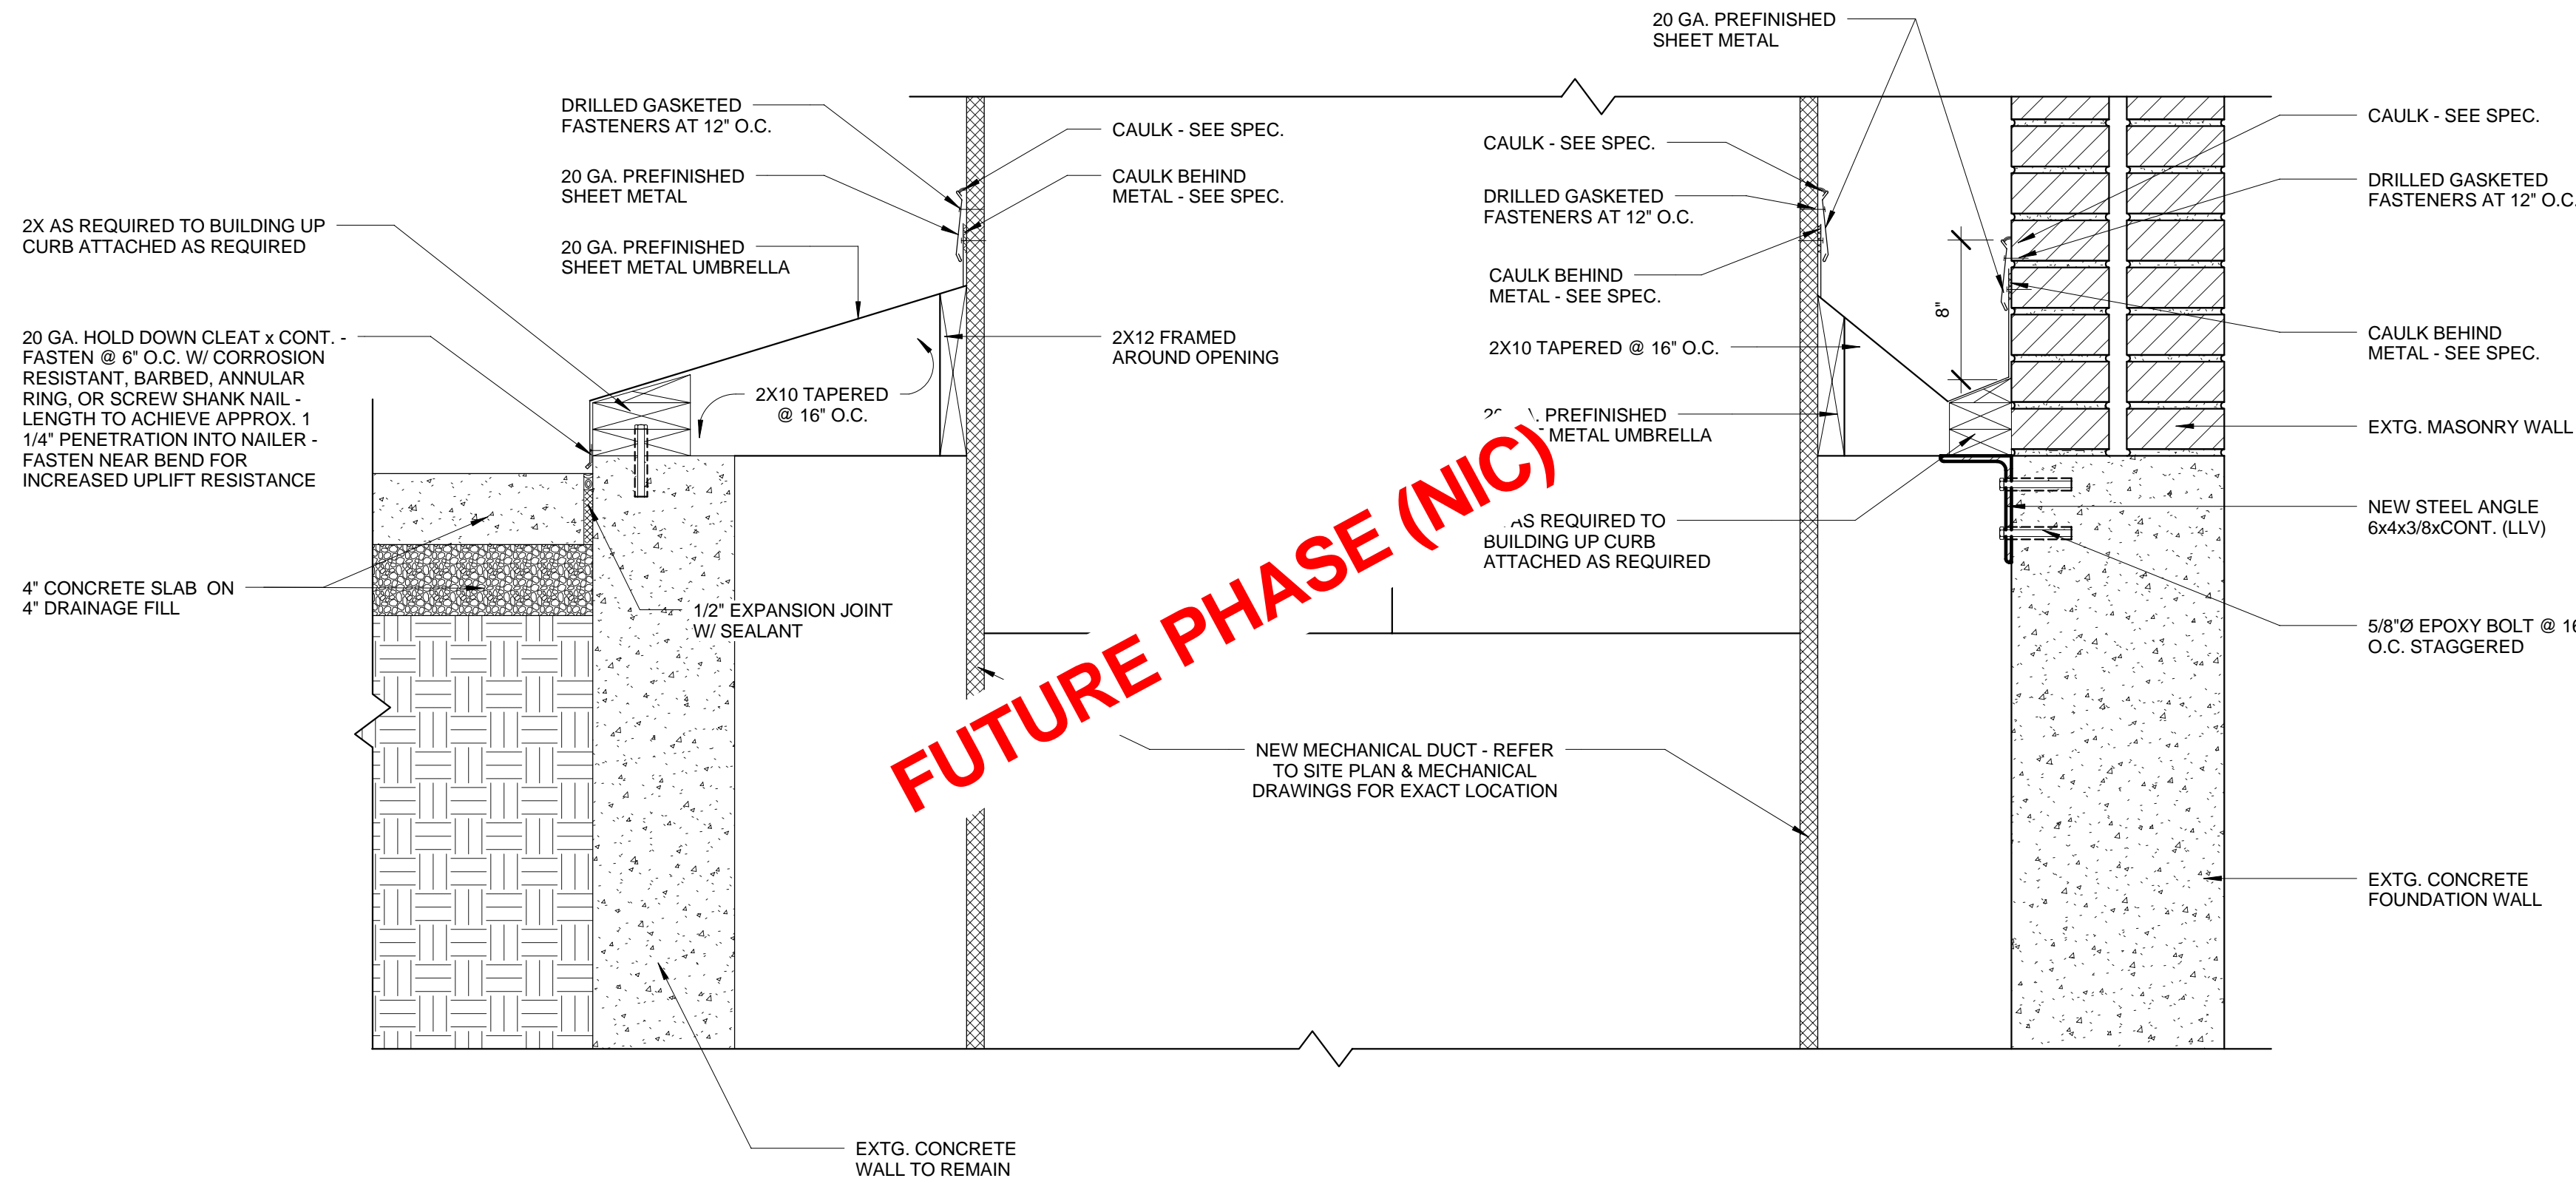 20 GA. PREFINISHED
SHEET METAL
DRILLED GASKETED
FASTENERS AT 12" O.C.
20 GA. PREFINISHED
SHEET METAL
20 GA. PREFINISHED
SHEET METAL UMBRELLA
2X AS REQUIRED TO BUILDING UP
CURB ATTACHED AS REQUIRED
20 GA. HOLD DOWN CLEAT x CONT. -
FASTEN @ 6" O.C. W/ CORROSION
RESISTANT, BARBED, ANNULAR
RING, OR SCREW SHANK NAIL -
LENGTH TO ACHIEVE APPROX. 1
1/4" PENETRATION INTO NAILER -
FASTEN NEAR BEND FOR
INCREASED UPLIFT RESISTANCE
4" CONCRETE SLAB ON
4" DRAINAGE FILL
2X10 TAPERED
@ 16" O.C.
1/2" EXPANSION JOINT
W/ SEALANT
CAULK - SEE SPEC.
CAULK BEHIND
METAL - SEE SPEC.
2X12 FRAMED
AROUND OPENING
CAULK - SEE SPEC.
DRILLED GASKETED
FASTENERS AT 12" O.C.
CAULK BEHIND
METAL - SEE SPEC.
2X10 TAPERED @ 16" O.C.
PREFINISHED
METAL UMBRELLA
AS REQUIRED TO
BUILDING UP CURB
ATTACHED AS REQUIRED
8"
FUTURE PHASE (NIC)
NEW MECHANICAL DUCT - REFER
TO SITE PLAN & MECHANICAL
DRAWINGS FOR EXACT LOCATION
CAULK - SEE SPEC.
DRILLED GASKETED
FASTENERS AT 12" O.C.
CAULK BEHIND
METAL - SEE SPEC.
EXTG. MASONRY WALL
NEW STEEL ANGLE
6x4x3/8xCONT. (LLV)
5/8"Ø EPOXY BOLT @
O.C. STAGGERED
EXTG. CONCRETE
FOUNDATION WALL
EXTG. CONCRETE
WALL TO REMAIN